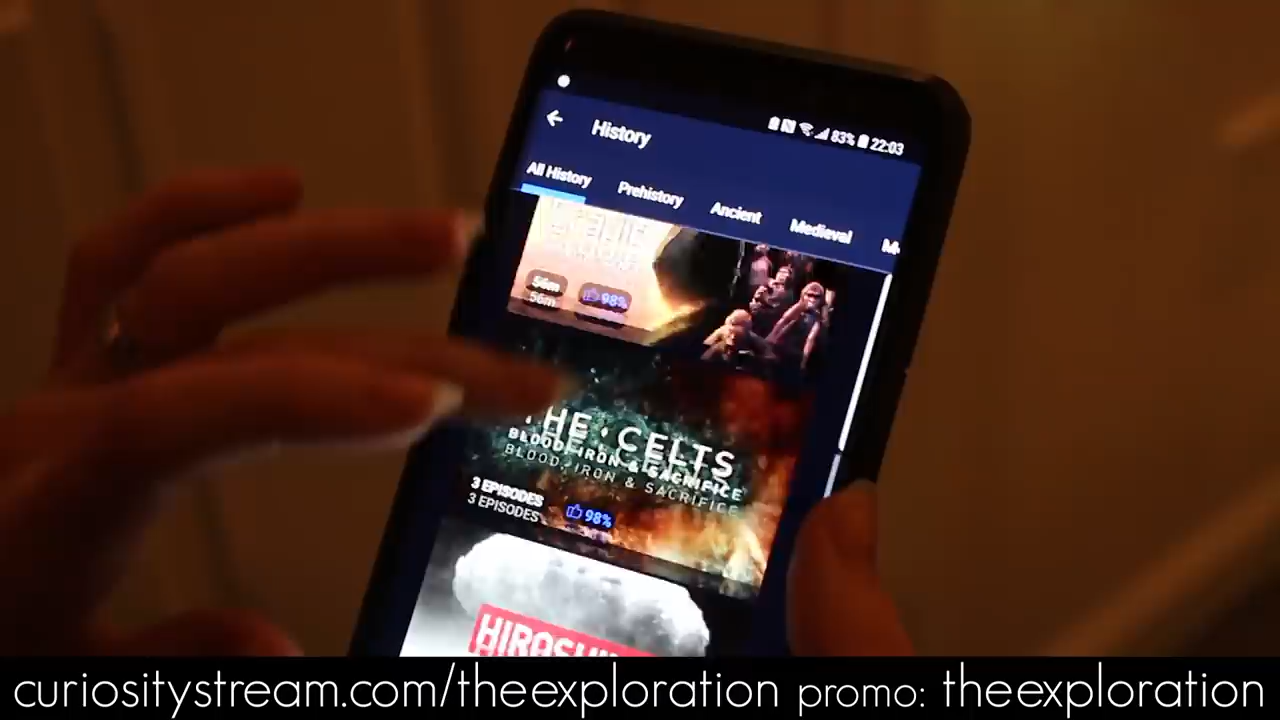 83% 22:03
History
All History Prehistory Ancient Medieval
56m 98%
THE CELTS
BLOOD, IRON & SACRIFICE
3 EPISODES 98%
curiositystream.com/theexploration promo: theexploration